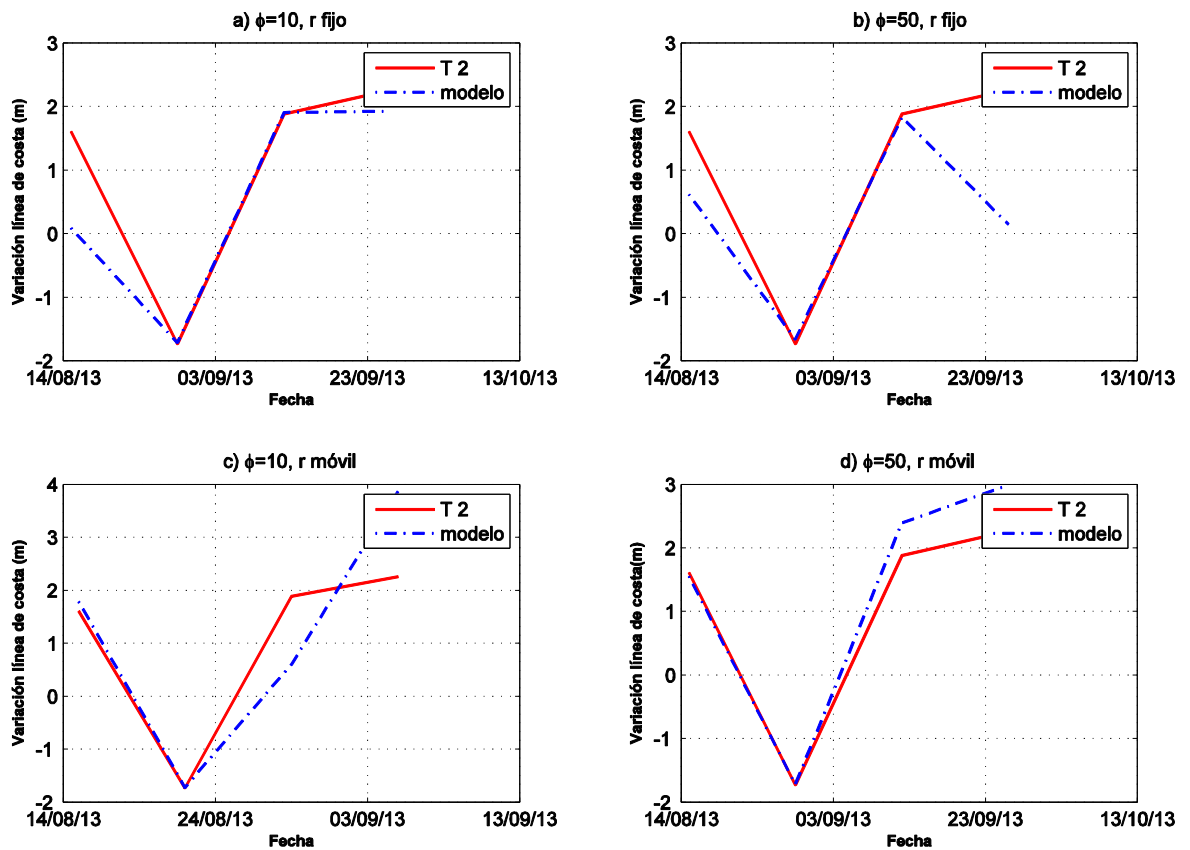 a) ϕ=10, r fijo
Variación línea de costa (m)
3
2
1
0
-1
-2
14/08/13 03/09/13 23/09/13 13/10/13
Fecha
T 2
modelo
b) ϕ=50, r fijo
Variación línea de costa (m)
3
2
1
0
-1
-2
14/08/13 03/09/13 23/09/13 13/10/13
Fecha
T 2
modelo
c) ϕ=10, r móvil
Variación línea de costa (m)
4
3
2
1
0
-1
-2
14/08/13 24/08/13 03/09/13 13/09/13
Fecha
T 2
modelo
d) ϕ=50, r móvil
Variación línea de costa(m)
3
2
1
0
-1
-2
14/08/13 03/09/13 23/09/13 13/10/13
Fecha
T 2
modelo